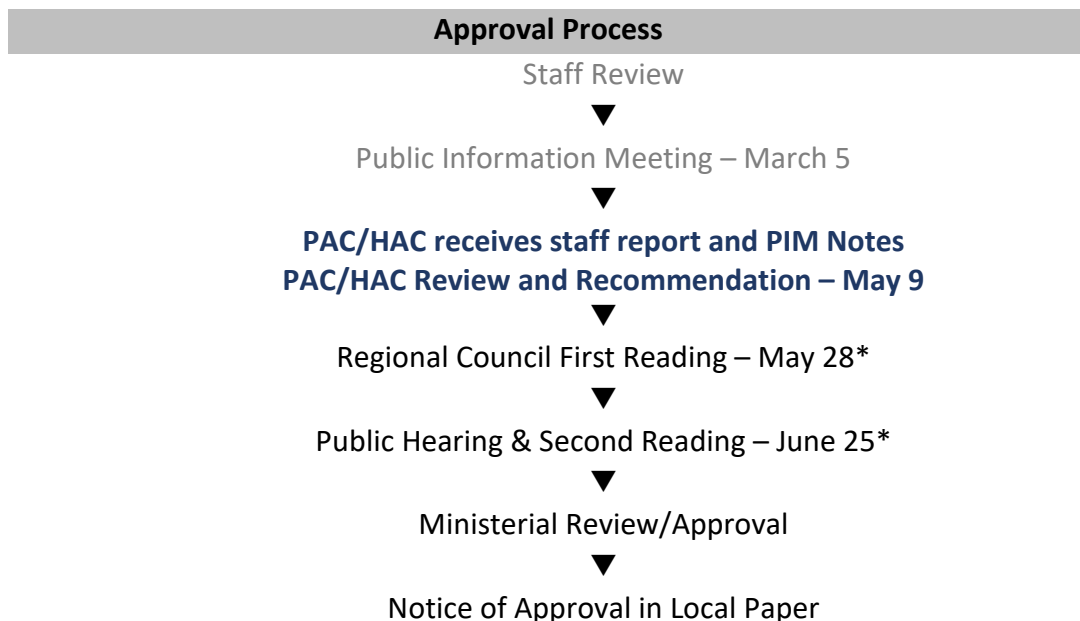 Approval Process
Staff Review
Public Information Meeting – March 5
PAC/HAC receives staff report and PIM Notes
PAC/HAC Review and Recommendation – May 9
Regional Council First Reading – May 28*
Public Hearing & Second Reading – June 25*
Ministerial Review/Approval
Notice of Approval in Local Paper